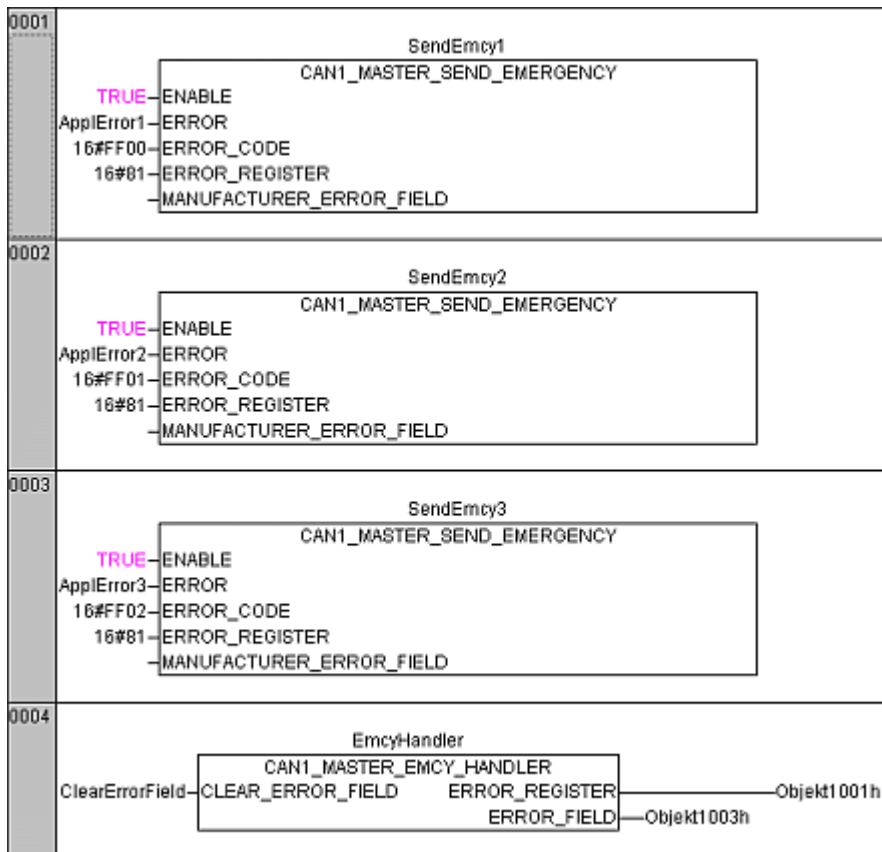 0001
SendEmcy1
CAN1_MASTER_SEND_EMERGENCY
TRUE ENABLE
ApplError1 ERROR
16#FF00 ERROR_CODE
16#81 ERROR_REGISTER
MANUFACTURER_ERROR_FIELD
0002
SendEmcy2
CAN1_MASTER_SEND_EMERGENCY
TRUE ENABLE
ApplError2 ERROR
16#FF01 ERROR_CODE
16#81 ERROR_REGISTER
MANUFACTURER_ERROR_FIELD
0003
SendEmcy3
CAN1_MASTER_SEND_EMERGENCY
TRUE ENABLE
ApplError3 ERROR
16#FF02 ERROR_CODE
16#81 ERROR_REGISTER
MANUFACTURER_ERROR_FIELD
0004
EmcyHandler
CAN1_MASTER_EMCY_HANDLER
ClearErrorField CLEAR_ERROR_FIELD ERROR_REGISTER Objekt1001h
ERROR_FIELD Objekt1003h